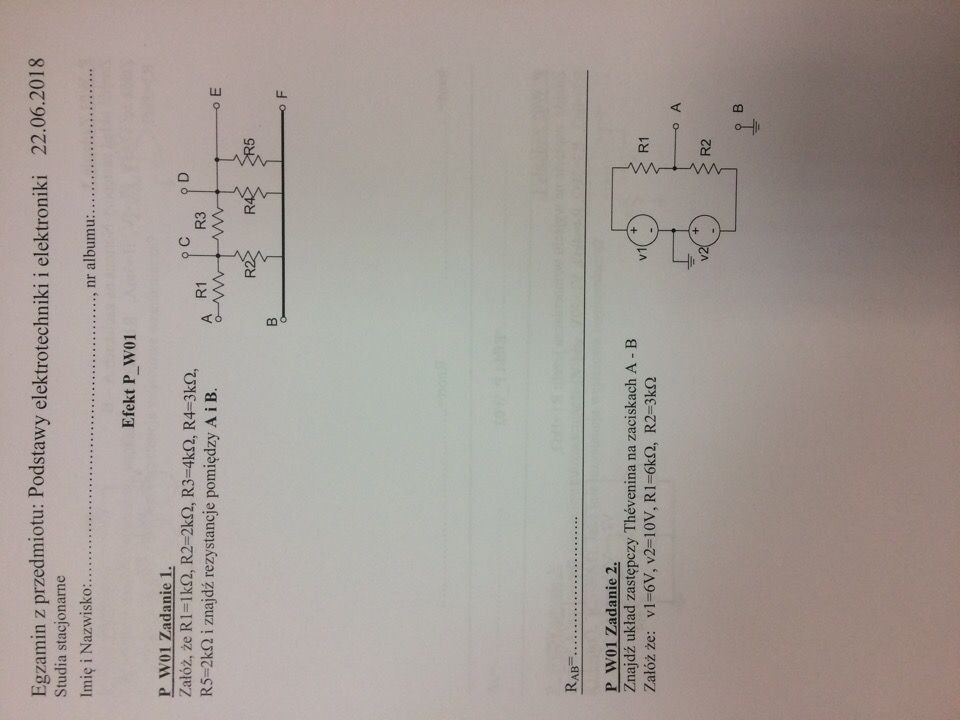 Egzamin z przedmiotu: Podstawy elektrotechniki i elektroniki 22.06.2018
Studia stacjonarne
Imię i Nazwisko:..............................................................., nr albumu:..............................
Efekt P_W01
P_W01 Zadanie 1.
Załóż, że R1=1kΩ, R2=2kΩ, R3=4kΩ, R4=3kΩ,
R5=2kΩ i znajdź rezystancje pomiędzy A i B.
C D
A R1 R3 E
R2 R4 R5
B F
R_AB=..............................
P_W01 Zadanie 2.
Znajdź układ zastępczy Thévenina na zaciskach A - B
Załóż że: v1=6V, v2=10V, R1=6kΩ, R2=3kΩ
v1 + - R1
A
v2 + - R2
B